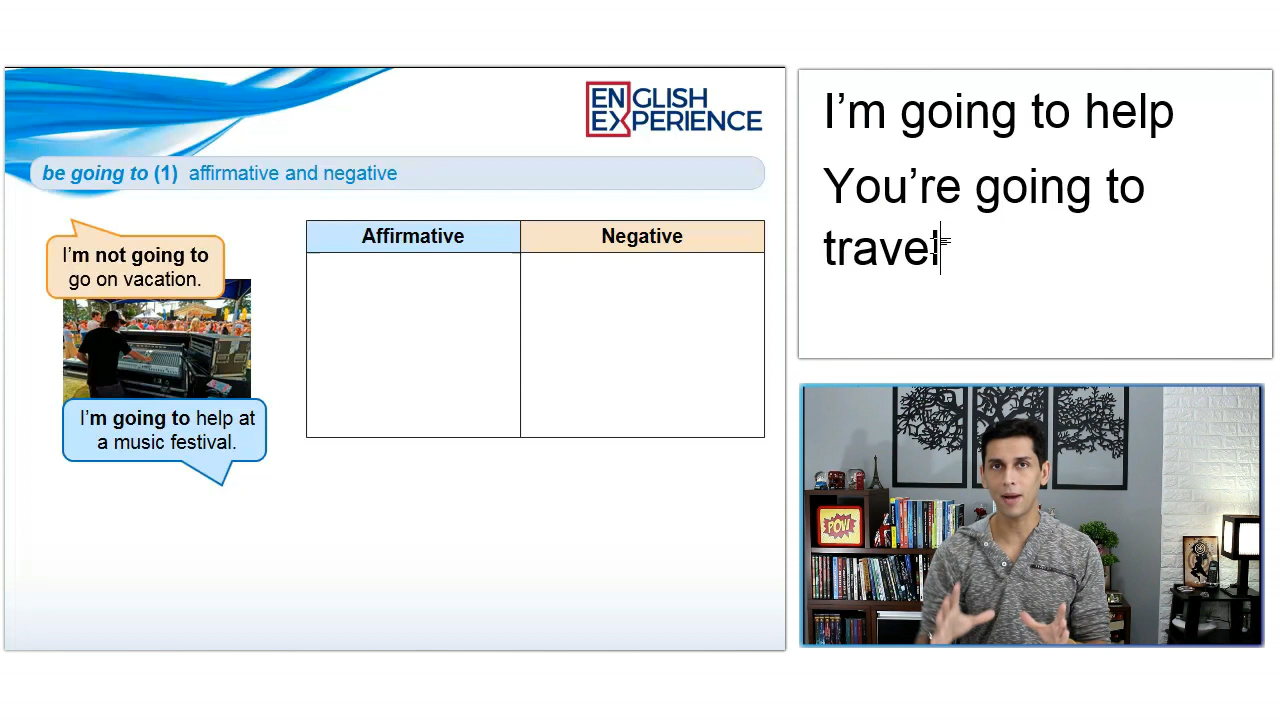 ENGLISH
EXPERIENCE
be going to (1) affirmative and negative
I'm not going to
go on vacation.
I'm going to help at
a music festival.
Affirmative
Negative
I'm going to help
You're going to
travel
POW!